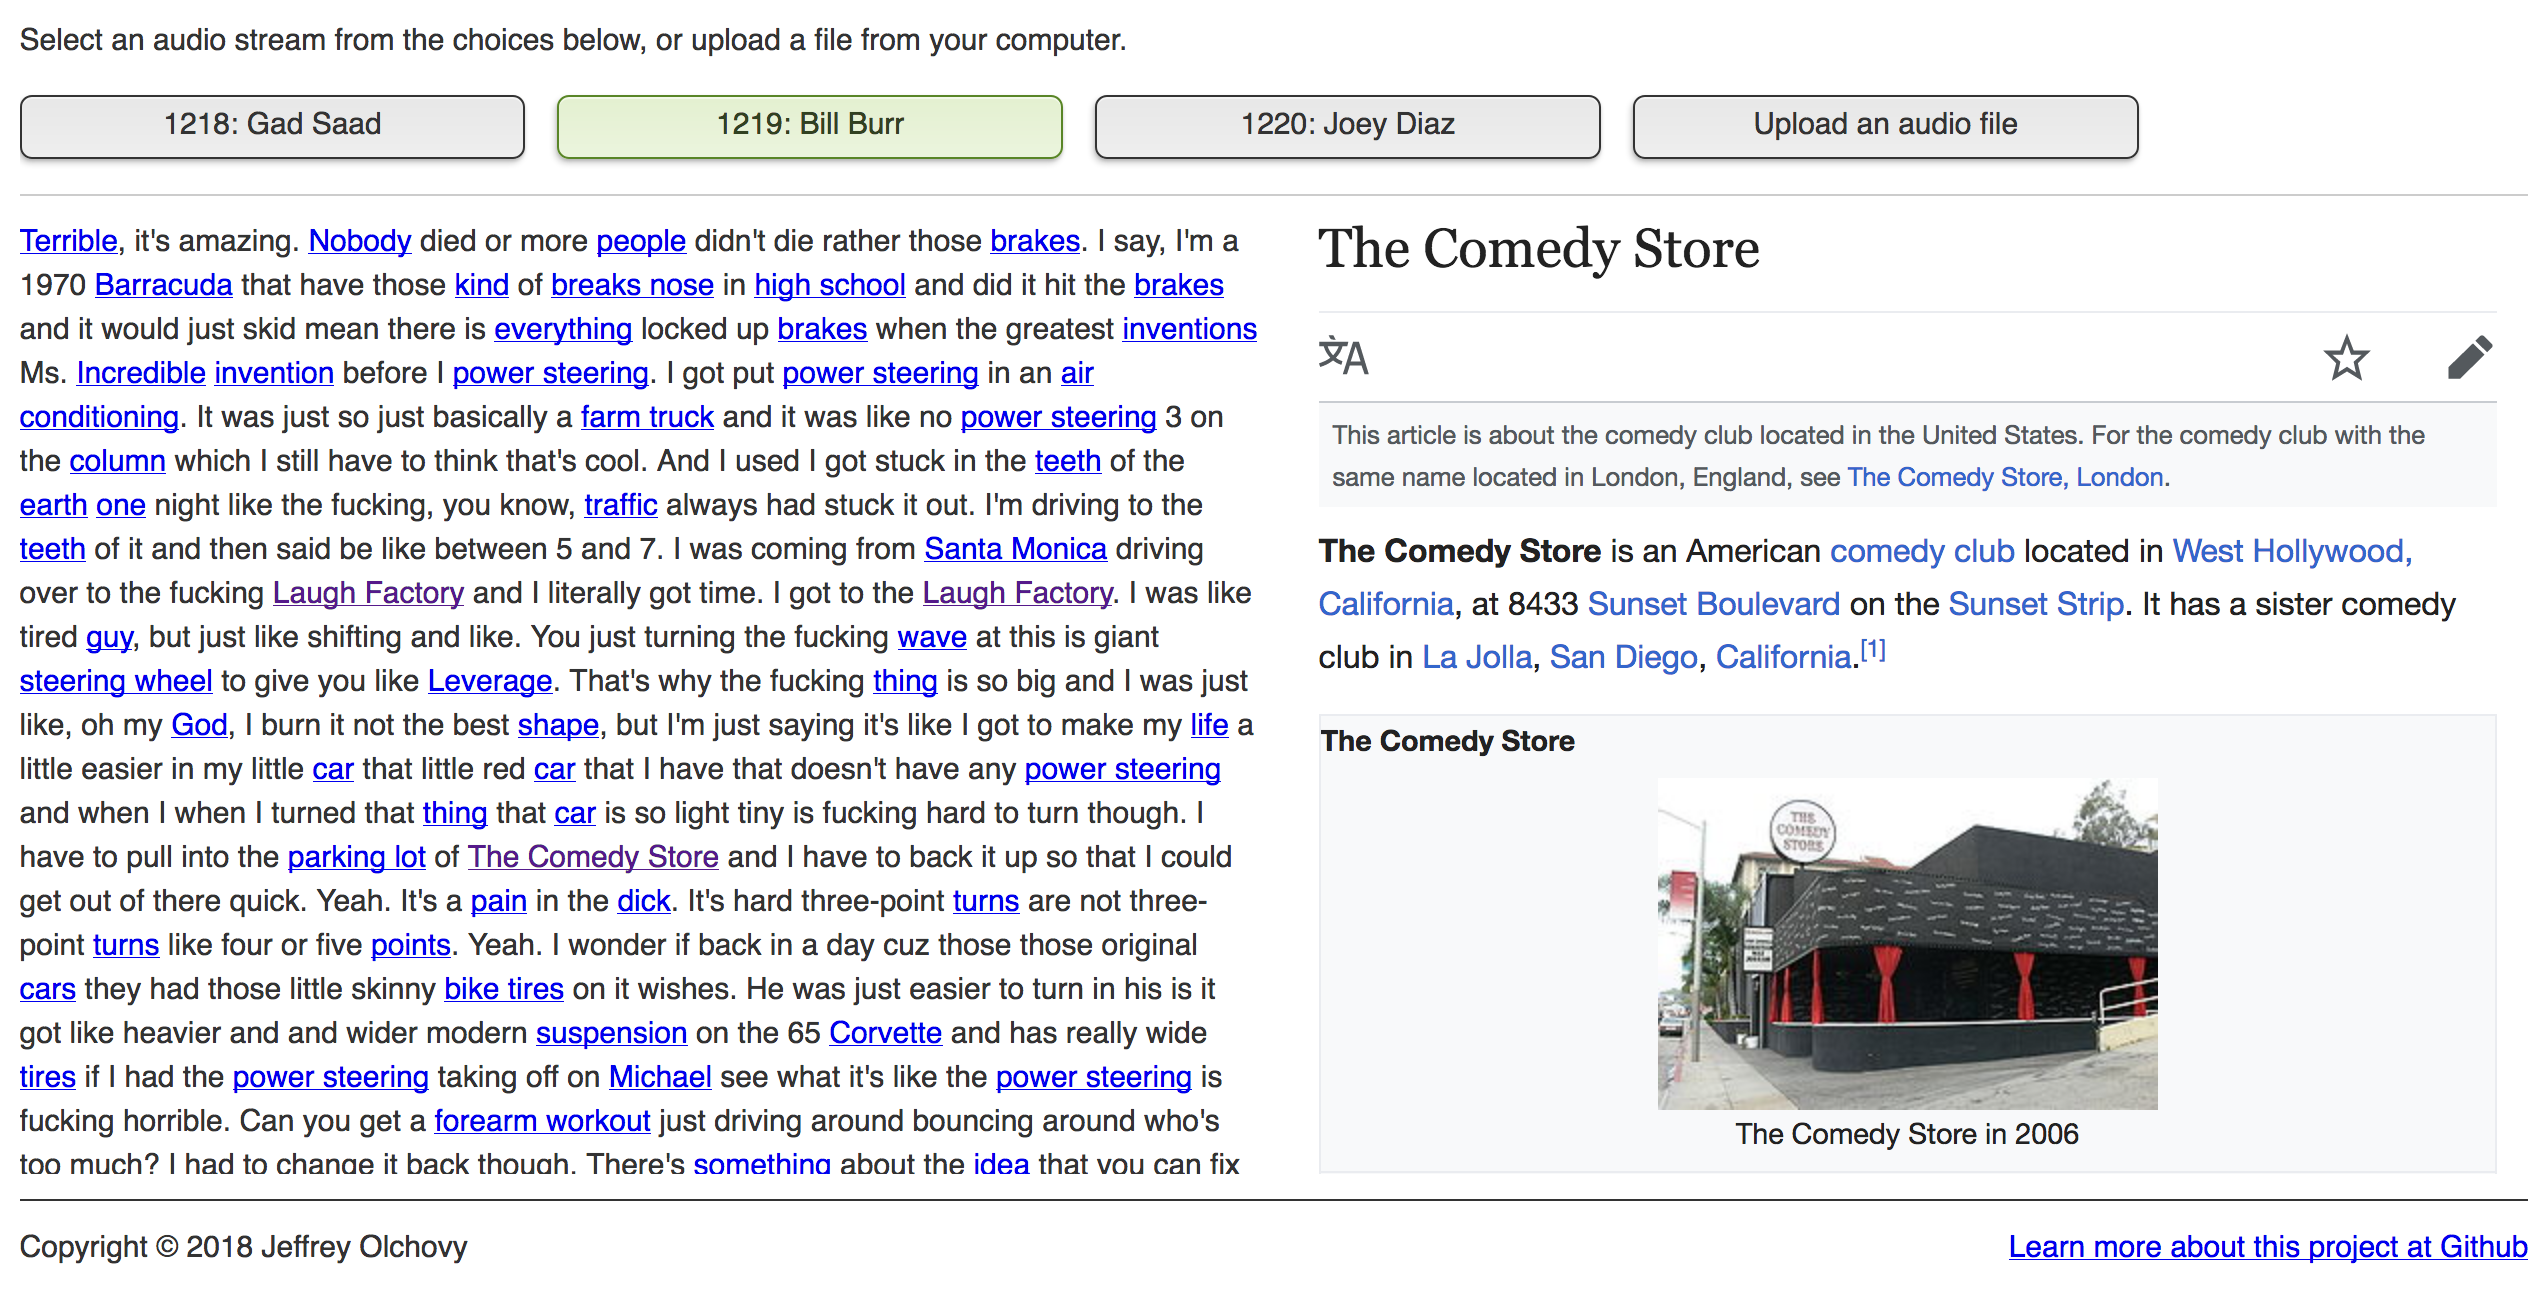 Select an audio stream from the choices below, or upload a file from your computer.
1218: Gad Saad
1219: Bill Burr
1220: Joey Diaz
Upload an audio file
Terrible, it's amazing. Nobody died or more people didn't die rather those brakes. I say, I'm a
1970 Barracuda that have those kind of breaks nose in high school and did it hit the brakes
and it would just skid mean there is everything locked up brakes when the greatest inventions
Ms. Incredible invention before I power steering. I got put power steering in an air
conditioning. It was just so just basically a farm truck and it was like no power steering 3 on
the column which I still have to think that's cool. And I used I got stuck in the teeth of the
earth one night like the fucking, you know, traffic always had stuck it out. I'm driving to the
teeth of it and then said be like between 5 and 7. I was coming from Santa Monica driving
over to the fucking Laugh Factory and I literally got time. I got to the Laugh Factory. I was like
tired guy, but just like shifting and like. You just turning the fucking wave at this is giant
steering wheel to give you like Leverage. That's why the fucking thing is so big and I was just
like, oh my God, I burn it not the best shape, but I'm just saying it's like I got to make my life a
little easier in my little car that little red car that I have that doesn't have any power steering
and when I when I turned that thing that car is so light tiny is fucking hard to turn though. I
have to pull into the parking lot of The Comedy Store and I have to back it up so that I could
get out of there quick. Yeah. It's a pain in the dick. It's hard three-point turns are not three-
point turns like four or five points. Yeah. I wonder if back in a day cuz those those original
cars they had those little skinny bike tires on it wishes. He was just easier to turn in his is it
got like heavier and and wider modern suspension on the 65 Corvette and has really wide
tires if I had the power steering taking off on Michael see what it's like the power steering is
fucking horrible. Can you get a forearm workout just driving around bouncing around who's
too much? I had to change it back though. There's something about the idea that you can fix
The Comedy Store
文A
This article is about the comedy club located in the United States. For the comedy club with the
same name located in London, England, see The Comedy Store, London.
The Comedy Store is an American comedy club located in West Hollywood,
California, at 8433 Sunset Boulevard on the Sunset Strip. It has a sister comedy
club in La Jolla, San Diego, California.[1]
The Comedy Store
THE
COMEDY
STORE
The Comedy Store in 2006
Copyright © 2018 Jeffrey Olchovy
Learn more about this project at Github